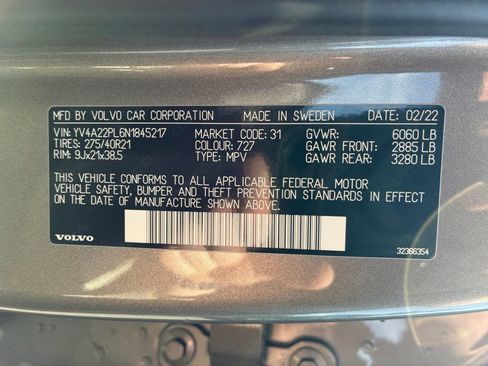 MFD BY VOLVO CAR CORPORATION MADE IN SWEDEN DATE: 02/22
VIN: YV4A22PL6N1845217 MARKET CODE: 31 GVWR: 6060 LB
TIRES: 275/40R21 COLOUR: 727 GAWR FRONT: 2885 LB
RIM: 9Jx21x38.5 TYPE: MPV GAWR REAR: 3280 LB
THIS VEHICLE CONFORMS TO ALL APPLICABLE FEDERAL MOTOR
VEHICLE SAFETY, BUMPER AND THEFT PREVENTION STANDARDS IN EFFECT
ON THE DATE OF MANUFACTURE SHOWN ABOVE.
VOLVO
32366354